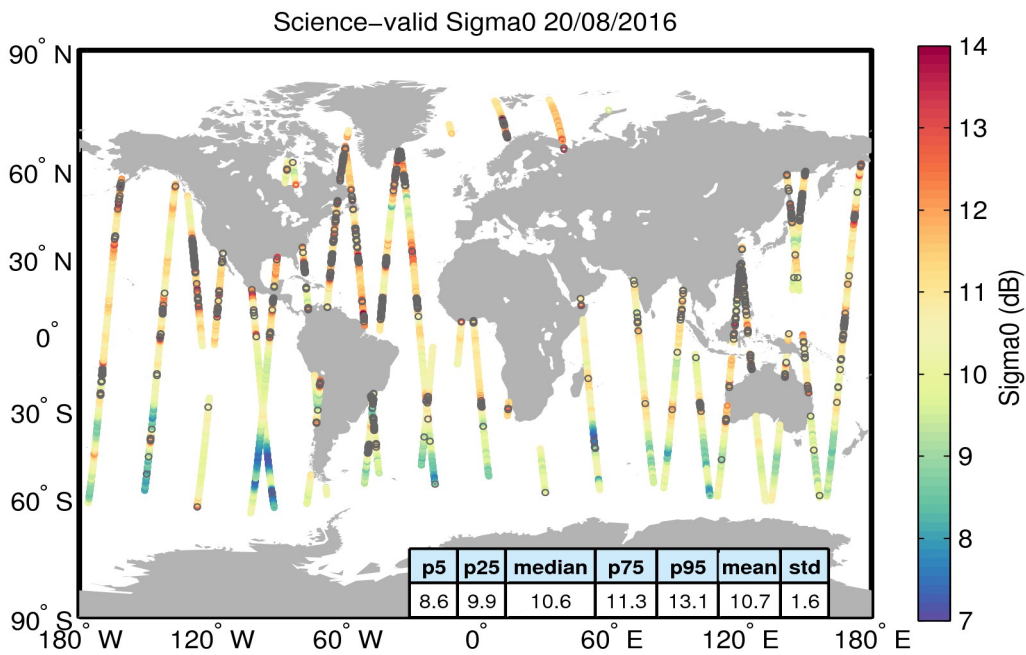 Science−valid Sigma0 20/08/2016
90° N
60° N
30° N
0°
30° S
60° S
90° S
180° W
120° W
60° W
0°
60° E
120° E
180° E
14
13
12
11
10
9
8
7
Sigma0 (dB)
p5 p25 median p75 p95 mean std
8.6 9.9 10.6 11.3 13.1 10.7 1.6